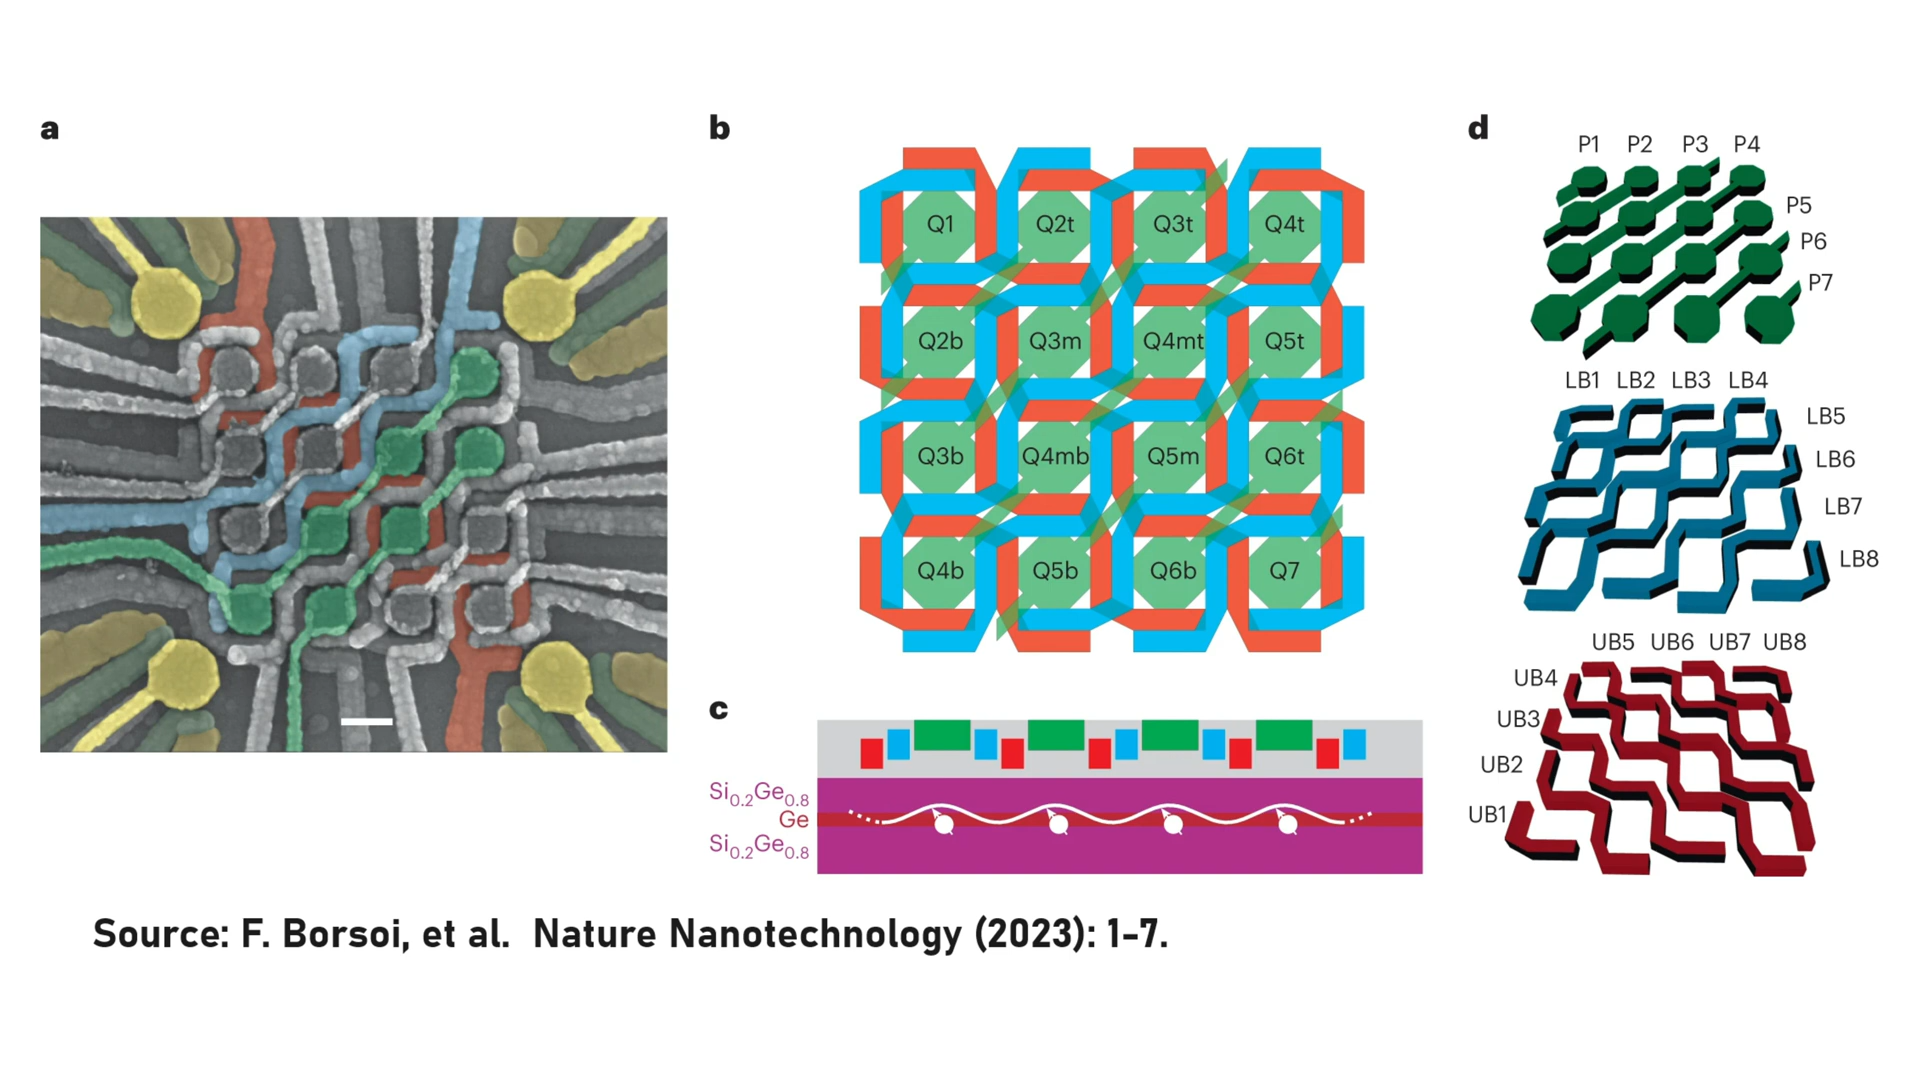 a
b
Q1 Q2t Q3t Q4t
Q2b Q3m Q4mt Q5t
Q3b Q4mb Q5m Q6t
Q4b Q5b Q6b Q7
c
Si0.2Ge0.8
Ge
Si0.2Ge0.8
d
P1 P2 P3 P4
P5
P6
P7
LB1 LB2 LB3 LB4
LB5
LB6
LB7
LB8
UB5 UB6 UB7 UB8
UB4
UB3
UB2
UB1
Source: F. Borsoi, et al. Nature Nanotechnology (2023): 1-7.